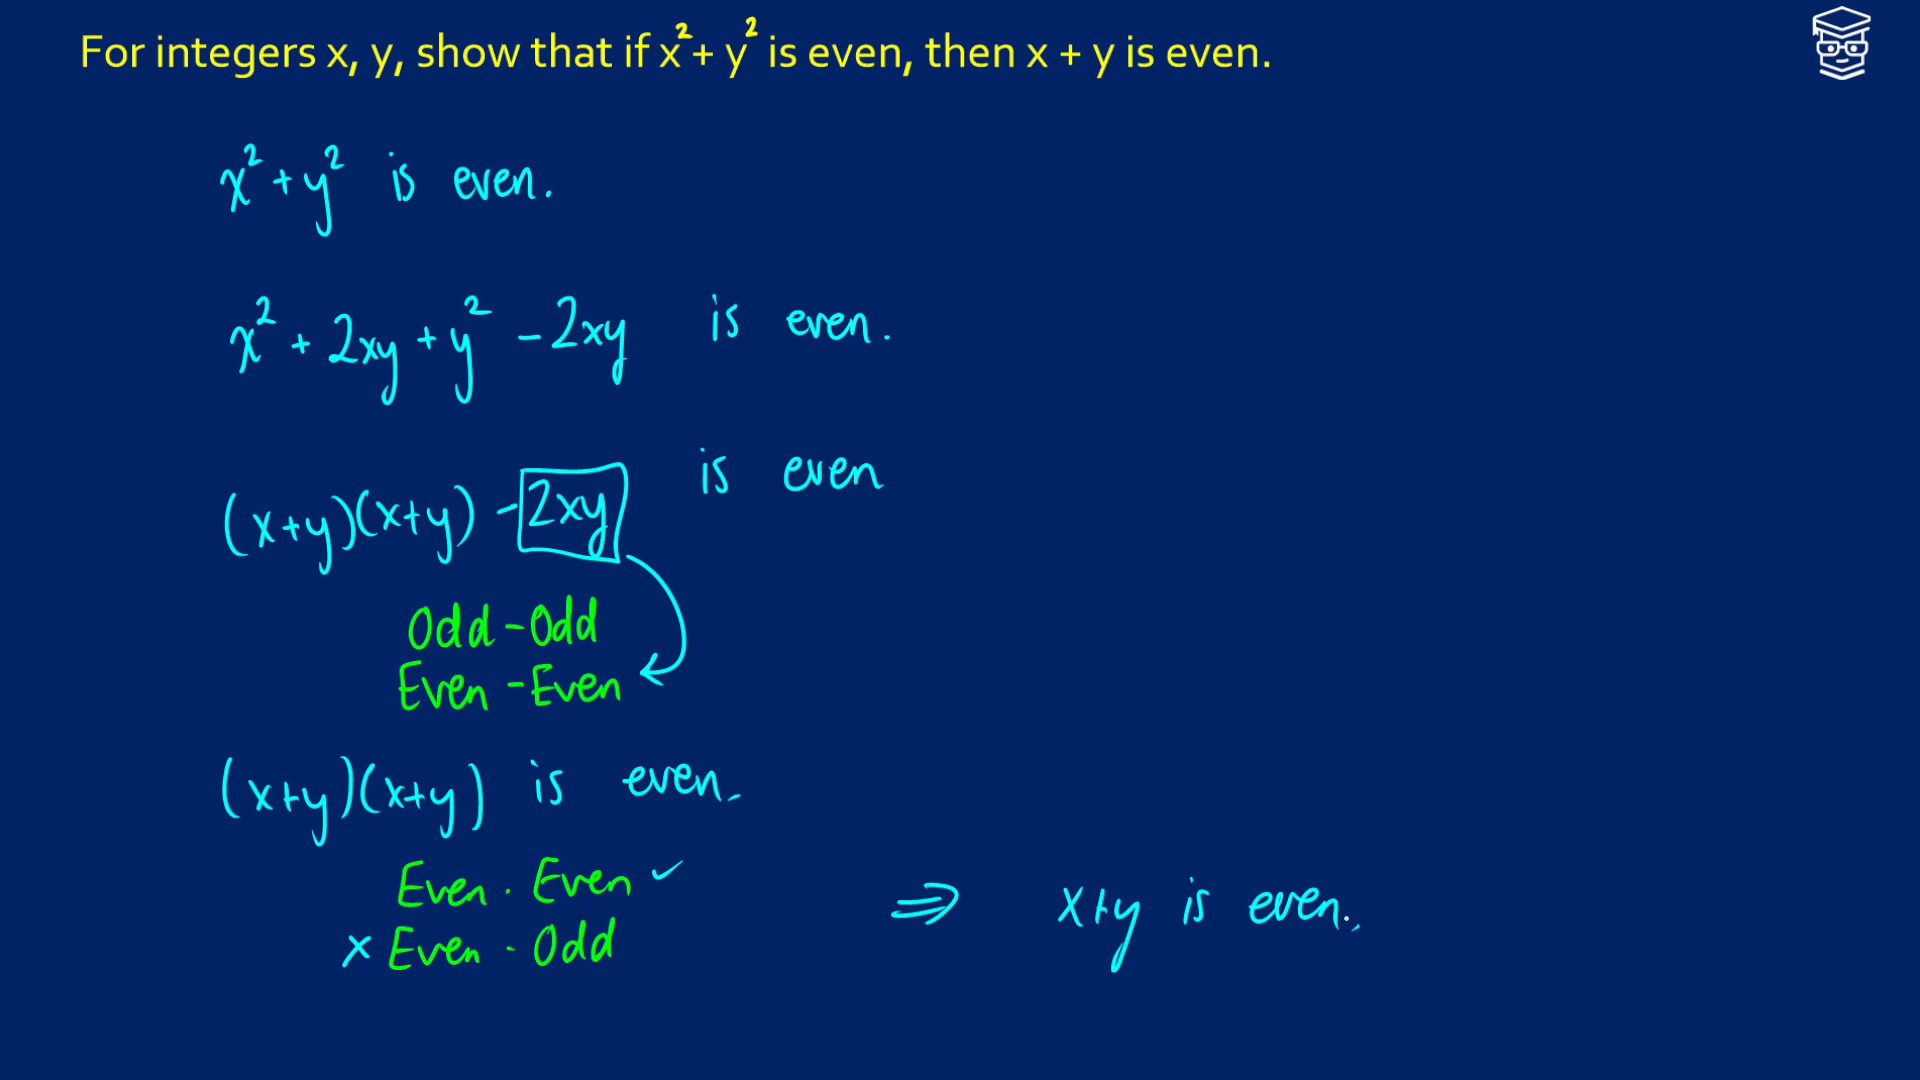 For integers x, y, show that if x² + y² is even, then x + y is even.
x² + y² is even.
x² + 2xy + y² - 2xy is even.
(x+y)(x+y) - 2xy is even
Odd - Odd
Even - Even
(x+y)(x+y) is even.
Even · Even ✓
x Even · Odd
⇒ x+y is even.